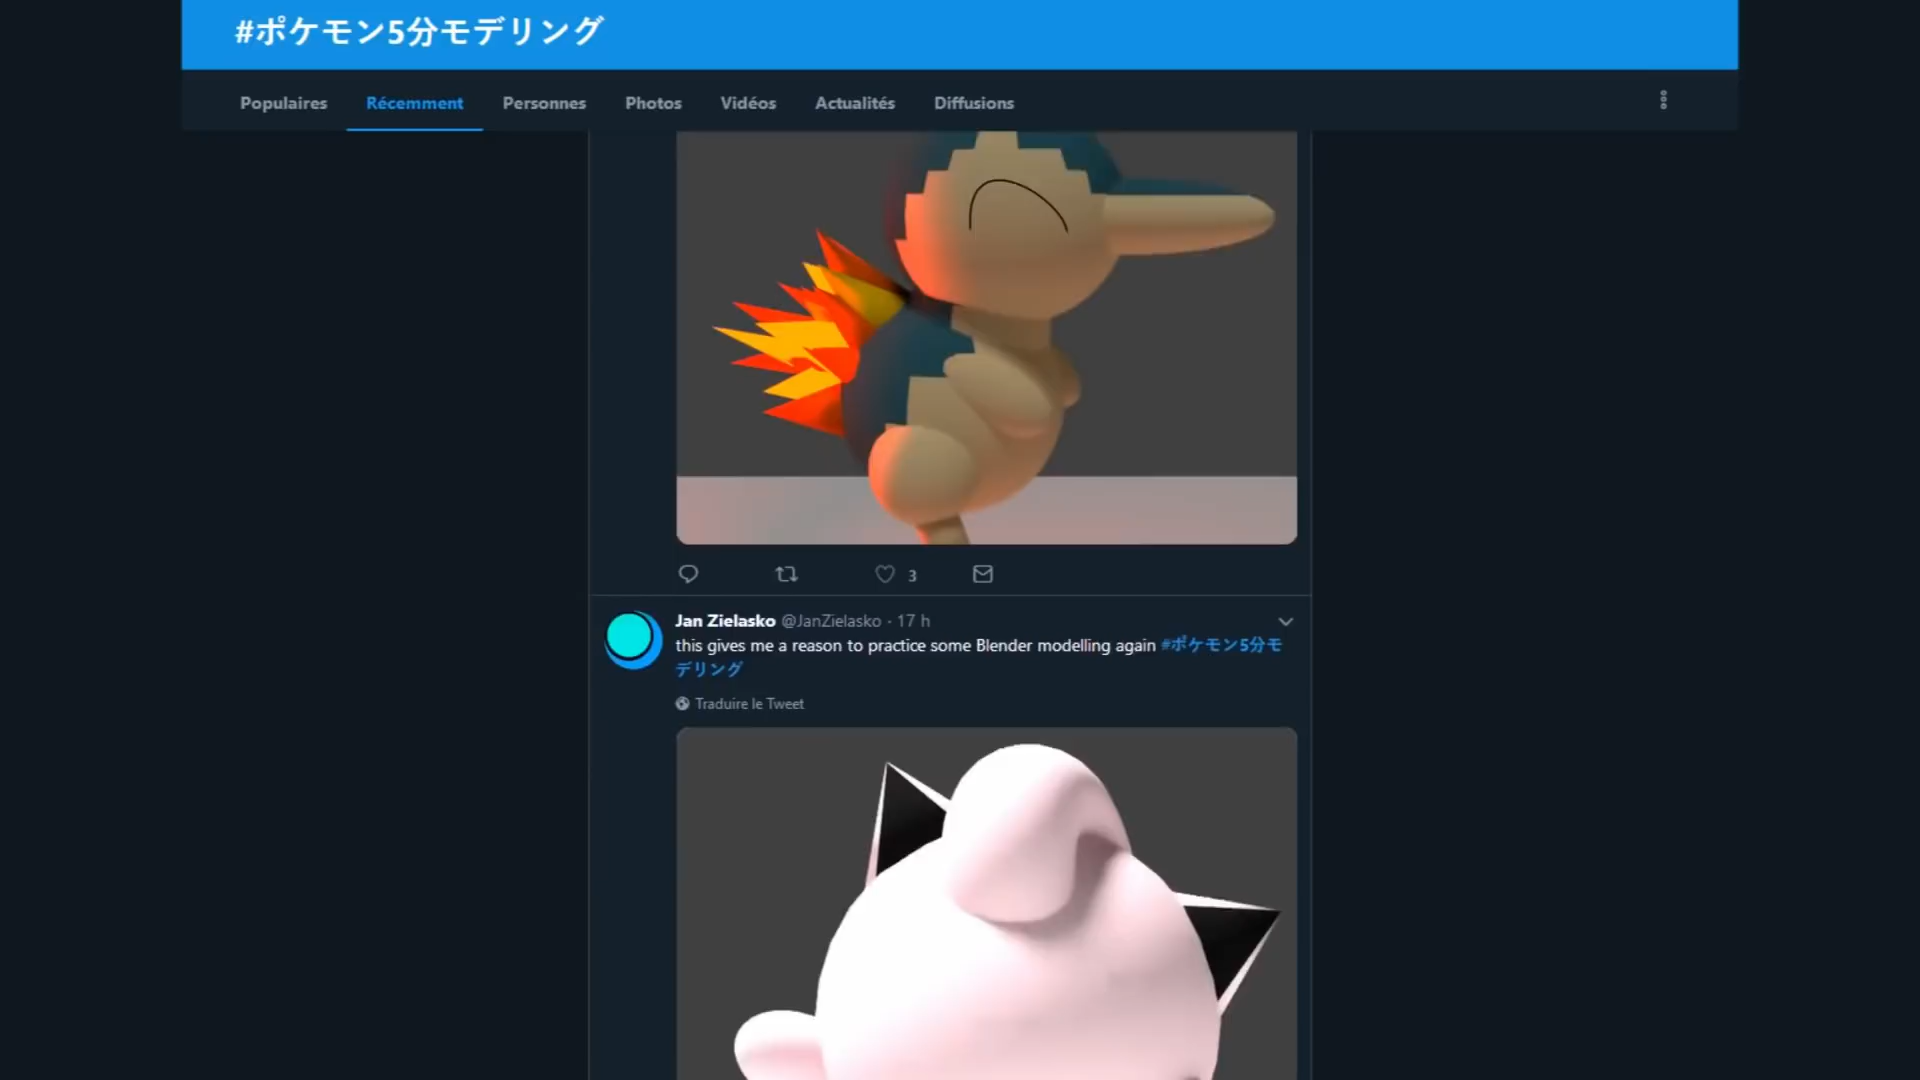 #ポケモン5分モデリング
Populaires Récemment Personnes Photos Vidéos Actualités Diffusions
3
Jan Zielasko @JanZielasko · 17 h
this gives me a reason to practice some Blender modelling again #ポケモン5分モ
デリング
Traduire le Tweet